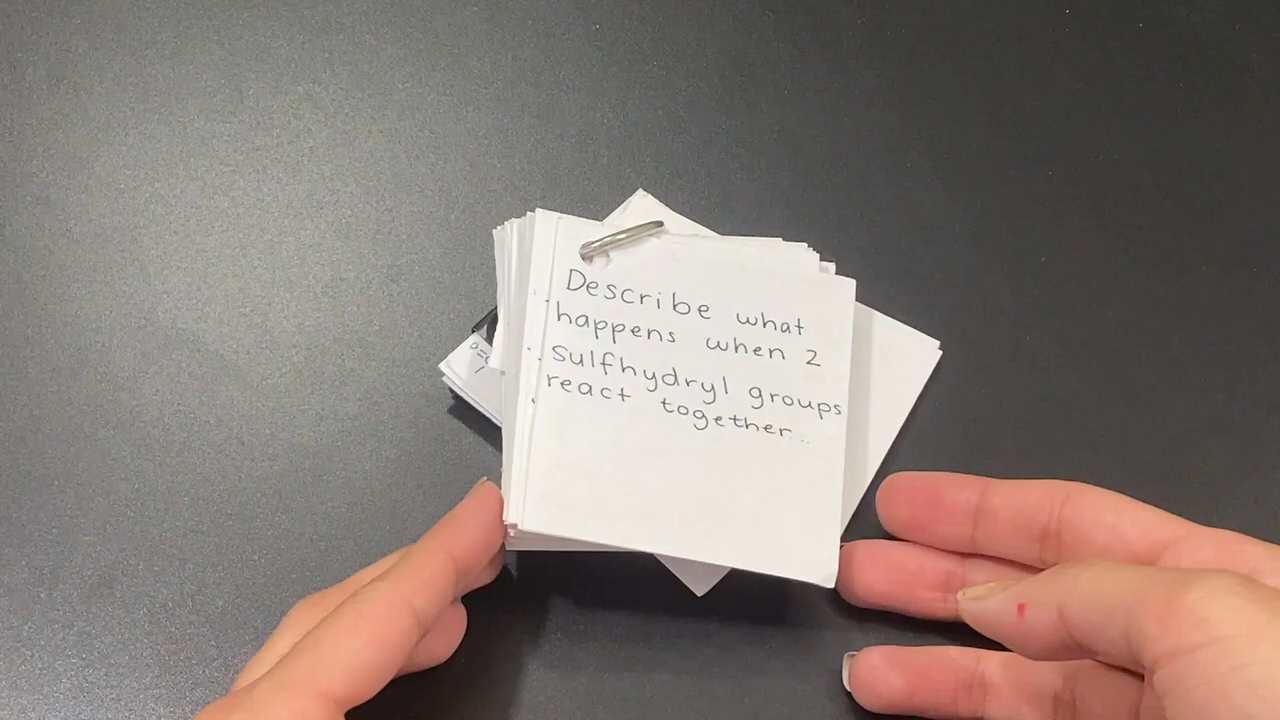 Describe what
happens when 2
sulfhydryl groups
react together...